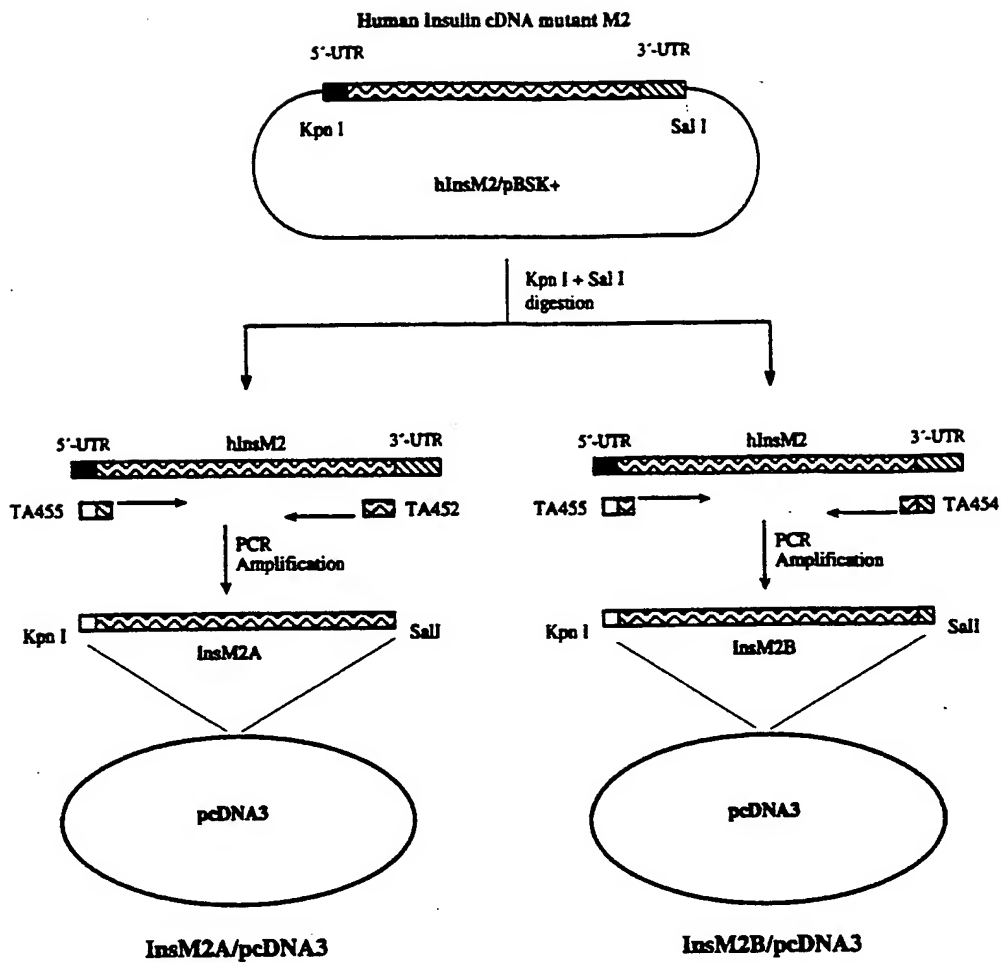 Human Insulin cDNA mutant M2
5´-UTR 3´-UTR
Kpn I Sal I
hInsM2/pBSK+
Kpn I + Sal I
digestion
5´-UTR hInsM2 3´-UTR
TA455 TA452
PCR
Amplification
Kpn I SalI
InsM2A
pcDNA3
InsM2A/pcDNA3
5´-UTR hInsM2 3´-UTR
TA455 TA454
PCR
Amplification
Kpn I SalI
InsM2B
pcDNA3
InsM2B/pcDNA3